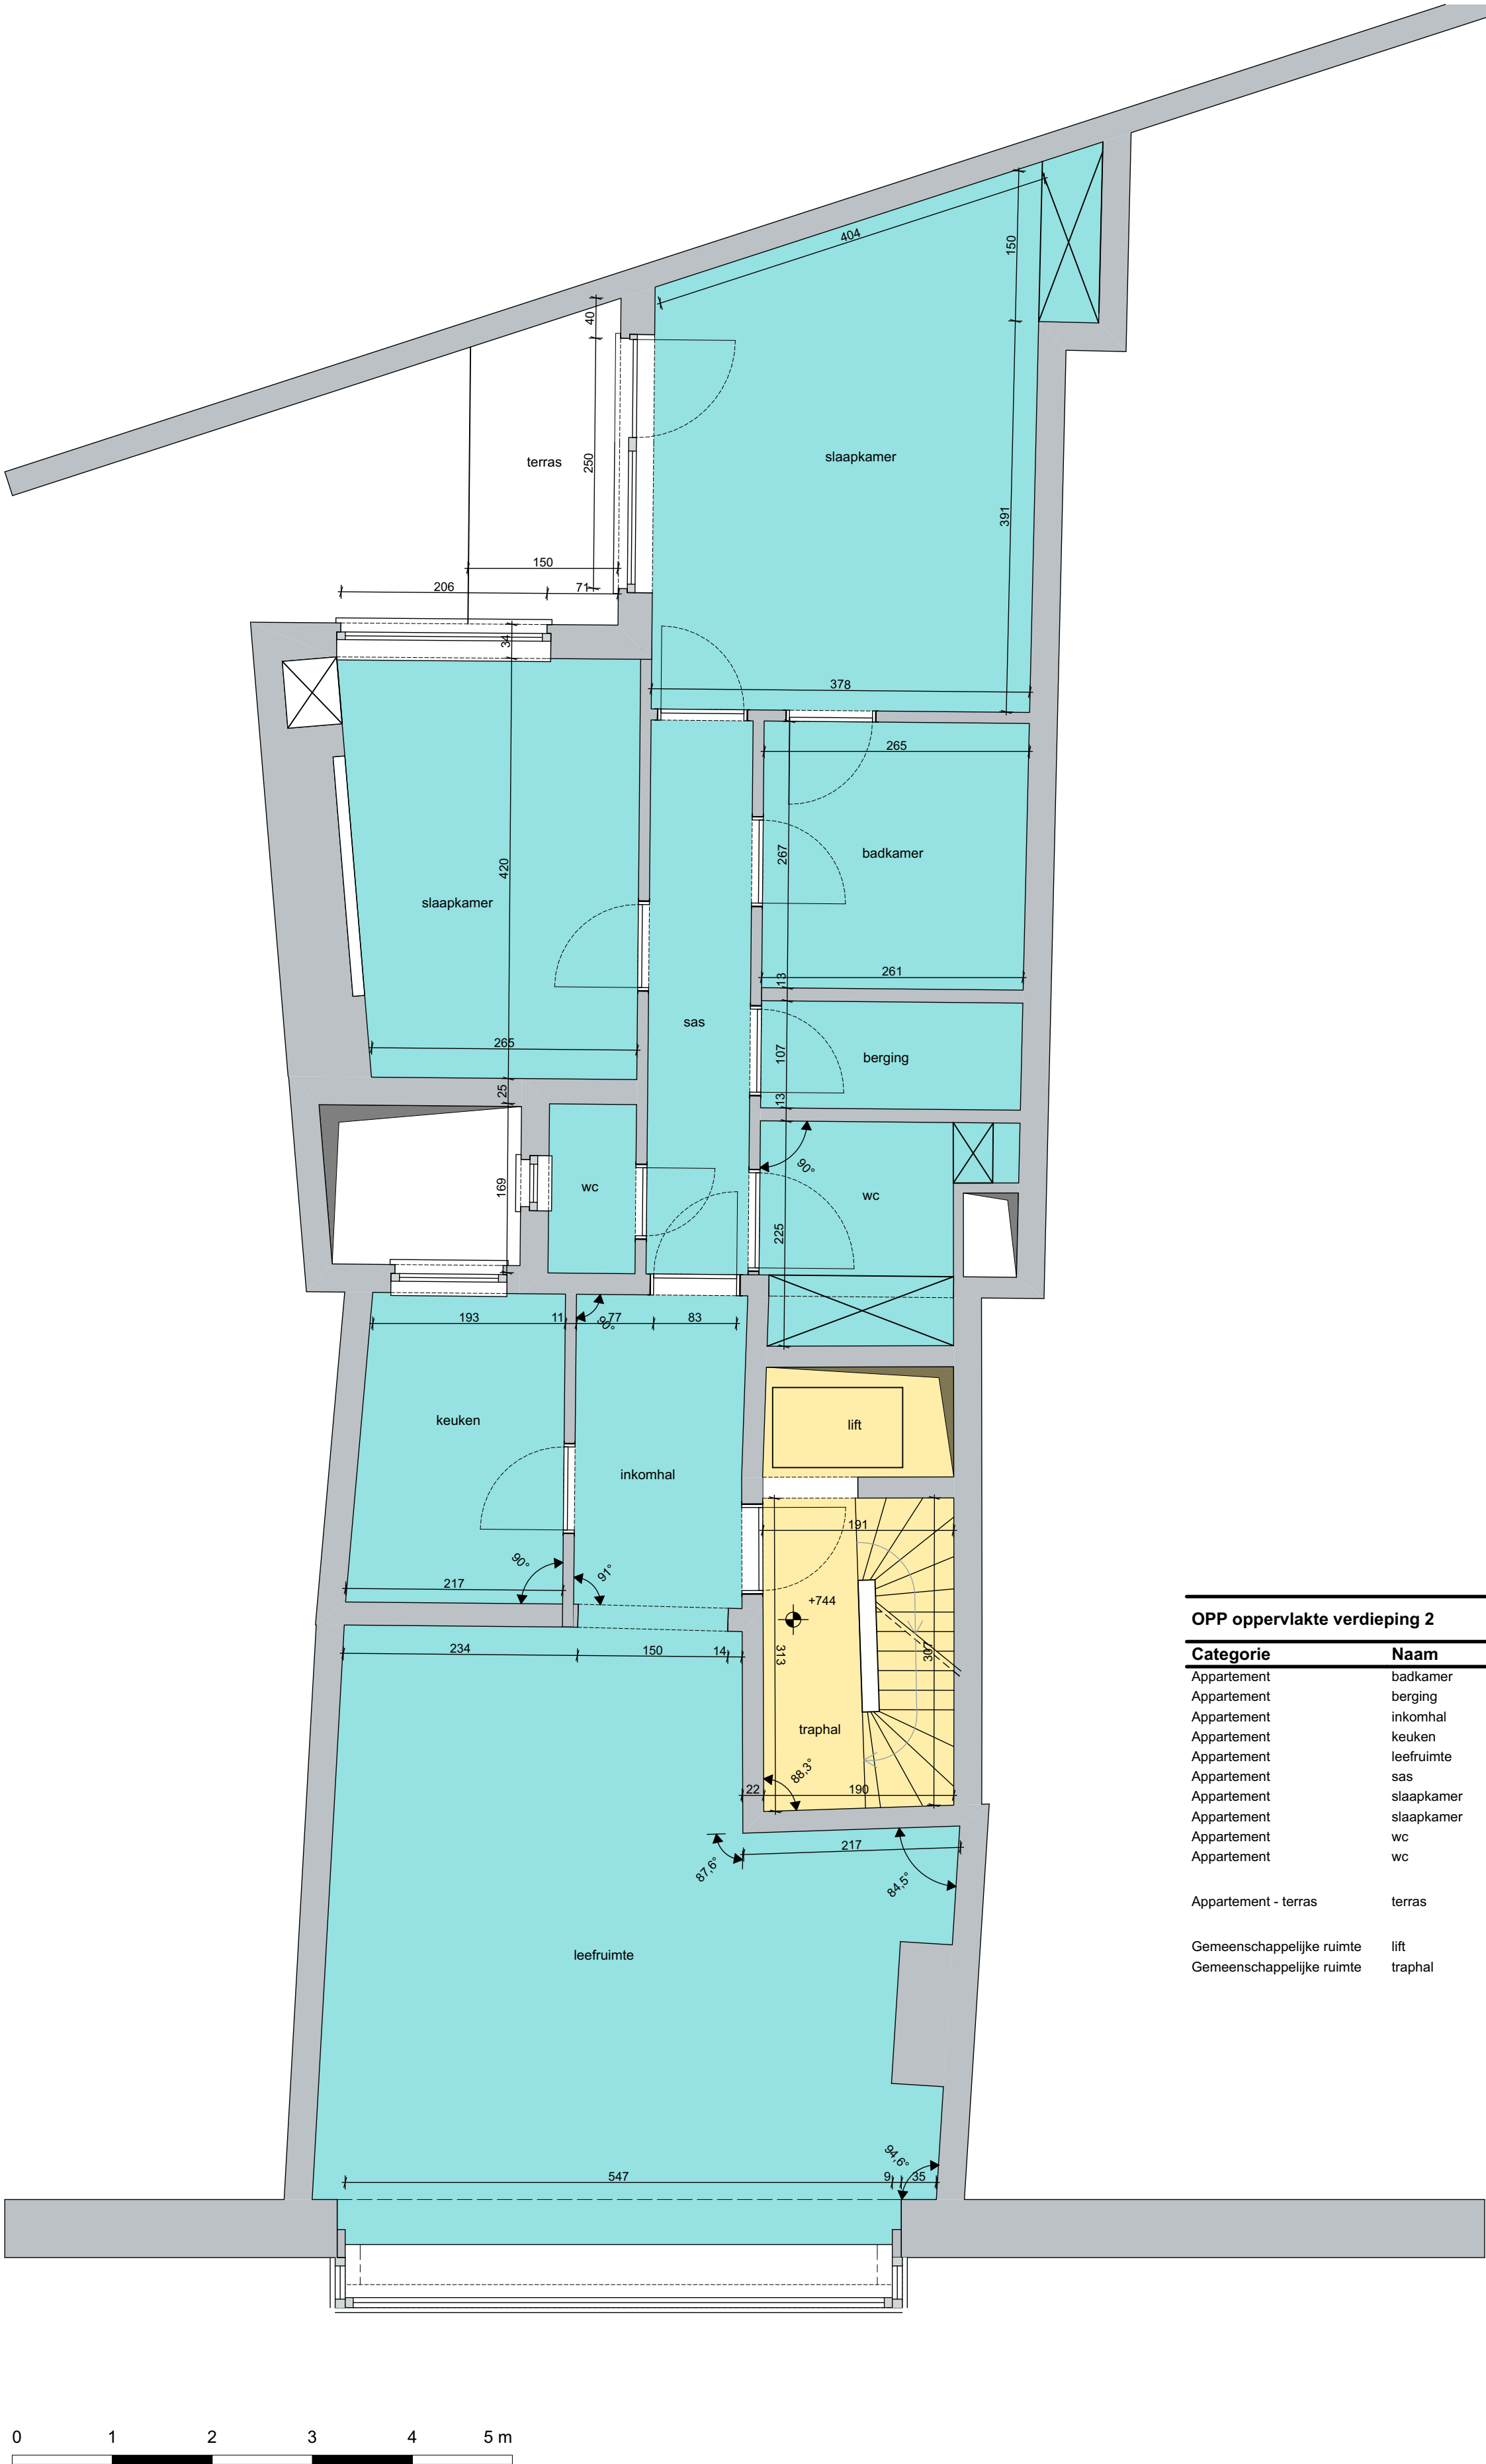 404
150
40
terras
250
slaapkamer
391
150
206
71
34
378
265
267
badkamer
420
slaapkamer
13
261
sas
265
107
berging
25
13
90°
169
wc
wc
225
193
11
77
83
90°
keuken
lift
inkomhal
191
90°
91°
217
+744
OPP oppervlakte verdieping 2
234
150
14
313
307
Categorie Naam
Appartement badkamer
Appartement berging
Appartement inkomhal
traphal
Appartement keuken
Appartement leefruimte
88,3°
Appartement sas
22
190
Appartement slaapkamer
Appartement slaapkamer
Appartement wc
217
87,6°
84,5°
Appartement wc
Appartement - terras terras
leefruimte
Gemeenschappelijke ruimte lift
Gemeenschappelijke ruimte traphal
94,6°
547
9
35
0 1 2 3 4 5 m